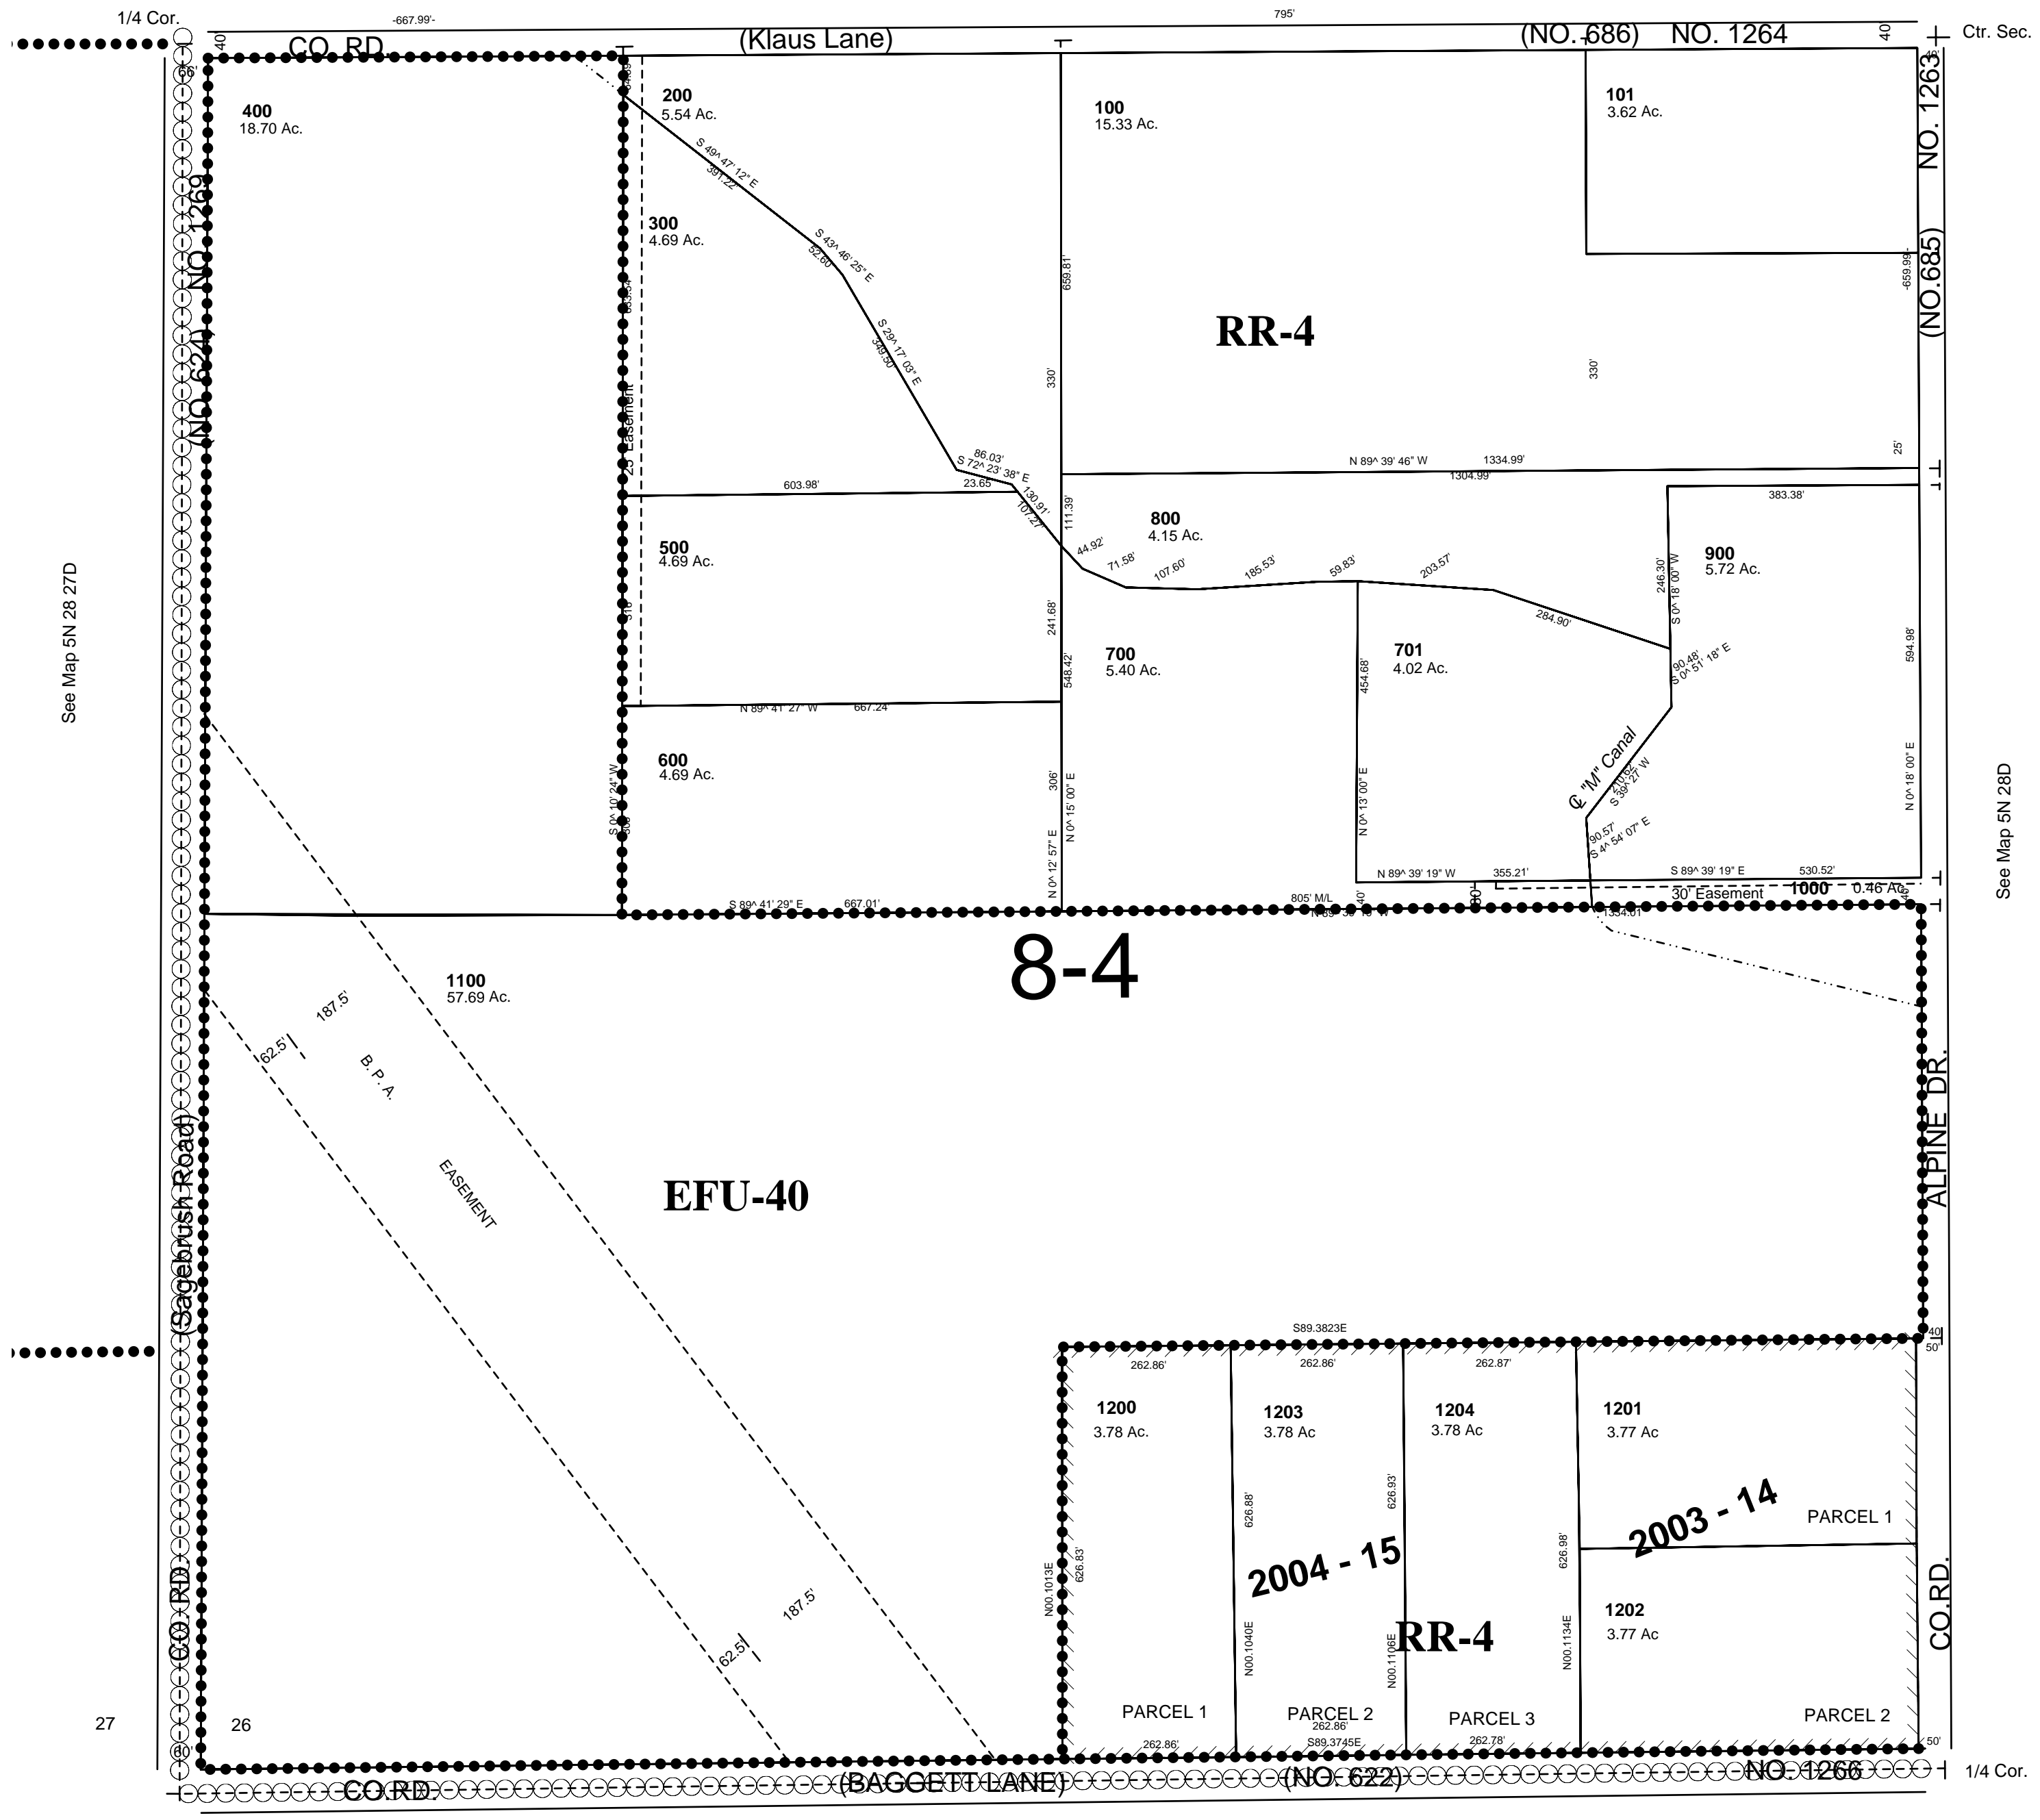 1/4 Cor.
-667.99'-
795'
40'
CO. RD.
(Klaus Lane)
(NO. 686)
NO. 1264
40'
Ctr. Sec.
66'
400
18.70 Ac.
200
5.54 Ac.
100
15.33 Ac.
101
3.62 Ac.
NO. 1263
(NO.685)
-659.99'-
NO. 1269
(NO. 624)
S 49^ 47' 12" E
391.22'
300
4.69 Ac.
S 43^ 46' 25" E
52.60'
S 29^ 17' 03" E
349.50'
659.81'
330'
RR-4
330'
25' Easement
86.03'
S 72^ 23' 38" E
603.98'
23.65
130.91'
107.27'
N 89^ 39' 46" W
1334.99'
1304.99'
25'
383.38'
111.39'
800
4.15 Ac.
44.92'
71.58'
107.60'
185.53'
59.83'
203.57'
284.90'
246.30'
S 0^ 18' 00" W
900
5.72 Ac.
500
4.69 Ac.
241.68'
548.42'
700
5.40 Ac.
454.68'
701
4.02 Ac.
90.48'
S 0^ 51' 18" E
594.98'
See Map 5N 28 27D
N 89^ 41' 27" W
667.24'
600
4.69 Ac.
S 0^ 10' 24" W
306'
N 0^ 15' 00" E
N 0^ 12' 57" E
N 0^ 13' 00" E
℄ "M" Canal
210.62'
S 39^ 27' W
90.57'
S 4^ 54' 07" E
N 0^ 18' 00" E
See Map 5N 28D
N 89^ 39' 19" W
355.21'
S 89^ 39' 19" E
530.52'
30' Easement
1000
0.46 Ac.
S 89^ 41' 29" E
667.01'
805' M/L
40'
1334.01'
8-4
1100
57.69 Ac.
187.5'
62.5'
B. P. A.
EASEMENT
EFU-40
ALPINE DR.
(Sagebrush Road)
S89.3823E
40'
50'
262.86'
262.86'
262.87'
1200
3.78 Ac.
1203
3.78 Ac
1204
3.78 Ac
1201
3.77 Ac
2003 - 14
PARCEL 1
626.83'
N00.1013E
626.88'
N00.1040E
626.93'
N00.1106E
626.98'
N00.1134E
2004 - 15
RR-4
1202
3.77 Ac
CO.RD.
CO. RD.
187.5'
62.5'
PARCEL 1
PARCEL 2
PARCEL 3
PARCEL 2
262.86'
262.86'
S89.3745E
262.78'
50'
27
26
60'
CO.RD.
(BAGGETT LANE)
(NO. 622)
NO. 1266
1/4 Cor.